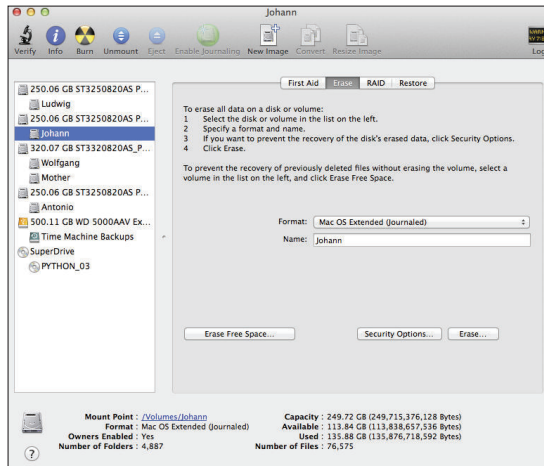 Johann
Verify Info Burn Unmount Eject Enable Journaling New Image Convert Resize Image Log
250.06 GB ST3250820AS P...
Ludwig
250.06 GB ST3250820AS P...
Johann
320.07 GB ST3320820AS_P...
Wolfgang
Mother
250.06 GB ST3250820AS P...
Antonio
500.11 GB WD 5000AAV Ex...
Time Machine Backups
SuperDrive
PYTHON_03
First Aid Erase RAID Restore
To erase all data on a disk or volume:
1 Select the disk or volume in the list on the left.
2 Specify a format and name.
3 If you want to prevent the recovery of the disk's erased data, click Security Options.
4 Click Erase.
To prevent the recovery of previously deleted files without erasing the volume, select a
volume in the list on the left, and click Erase Free Space.
Format: Mac OS Extended (Journaled)
Name: Johann
Erase Free Space... Security Options... Erase...
Mount Point : /Volumes/Johann
Format : Mac OS Extended (Journaled)
Owners Enabled : Yes
Number of Folders : 4,887
Capacity : 249.72 GB (249,715,376,128 Bytes)
Available : 113.84 GB (113,838,657,536 Bytes)
Used : 135.88 GB (135,876,718,592 Bytes)
Number of Files : 76,575
?